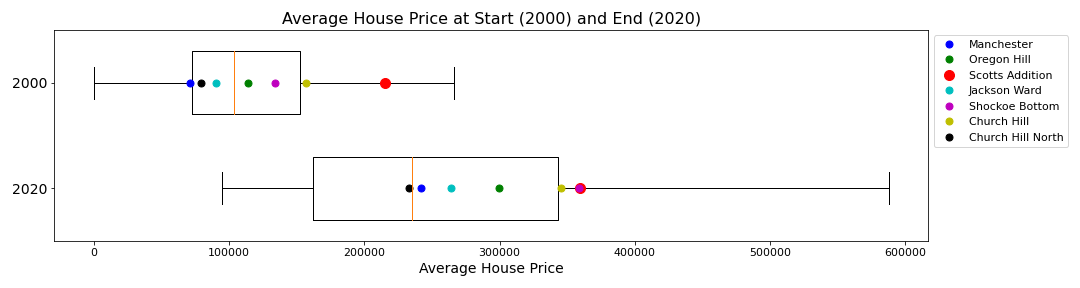 Average House Price at Start (2000) and End (2020)
Manchester
Oregon Hill
Scotts Addition
Jackson Ward
Shockoe Bottom
Church Hill
Church Hill North
2000
2020
0 100000 200000 300000 400000 500000 600000
Average House Price